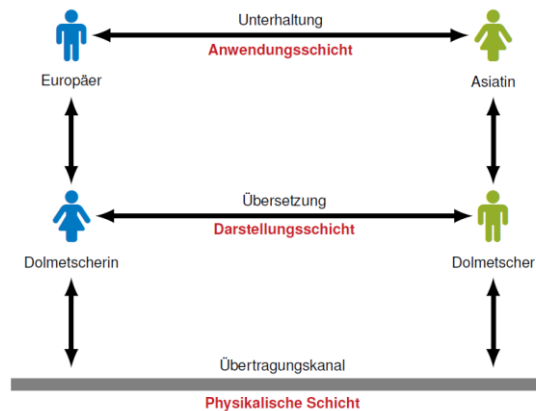 Unterhaltung
Anwendungsschicht
Europäer
Asiatin
Übersetzung
Darstellungsschicht
Dolmetscherin
Dolmetscher
Übertragungskanal
Physikalische Schicht